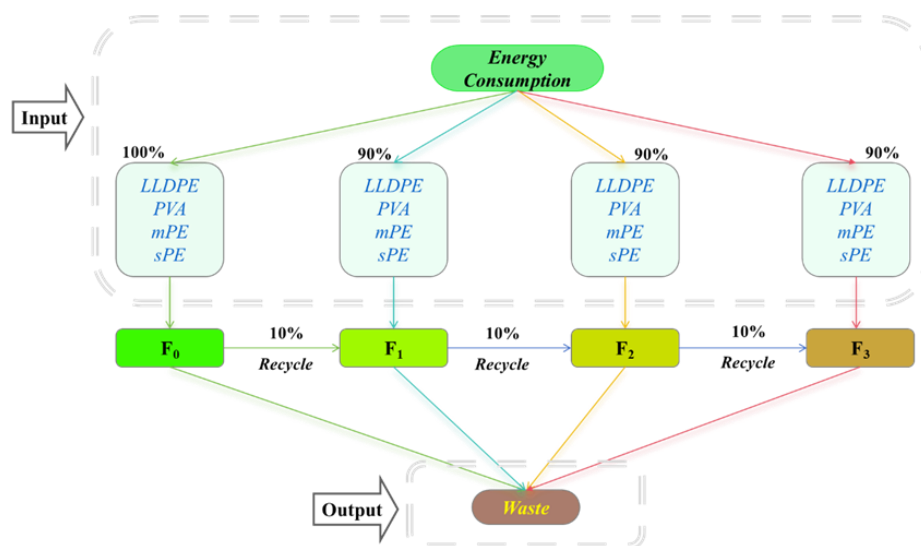 Energy
Consumption
Input
100%
90%
90%
90%
LLDPE
PVA
mPE
sPE
LLDPE
PVA
mPE
sPE
LLDPE
PVA
mPE
sPE
LLDPE
PVA
mPE
sPE
F₀
10%
Recycle
F₁
10%
Recycle
F₂
10%
Recycle
F₃
Output
Waste